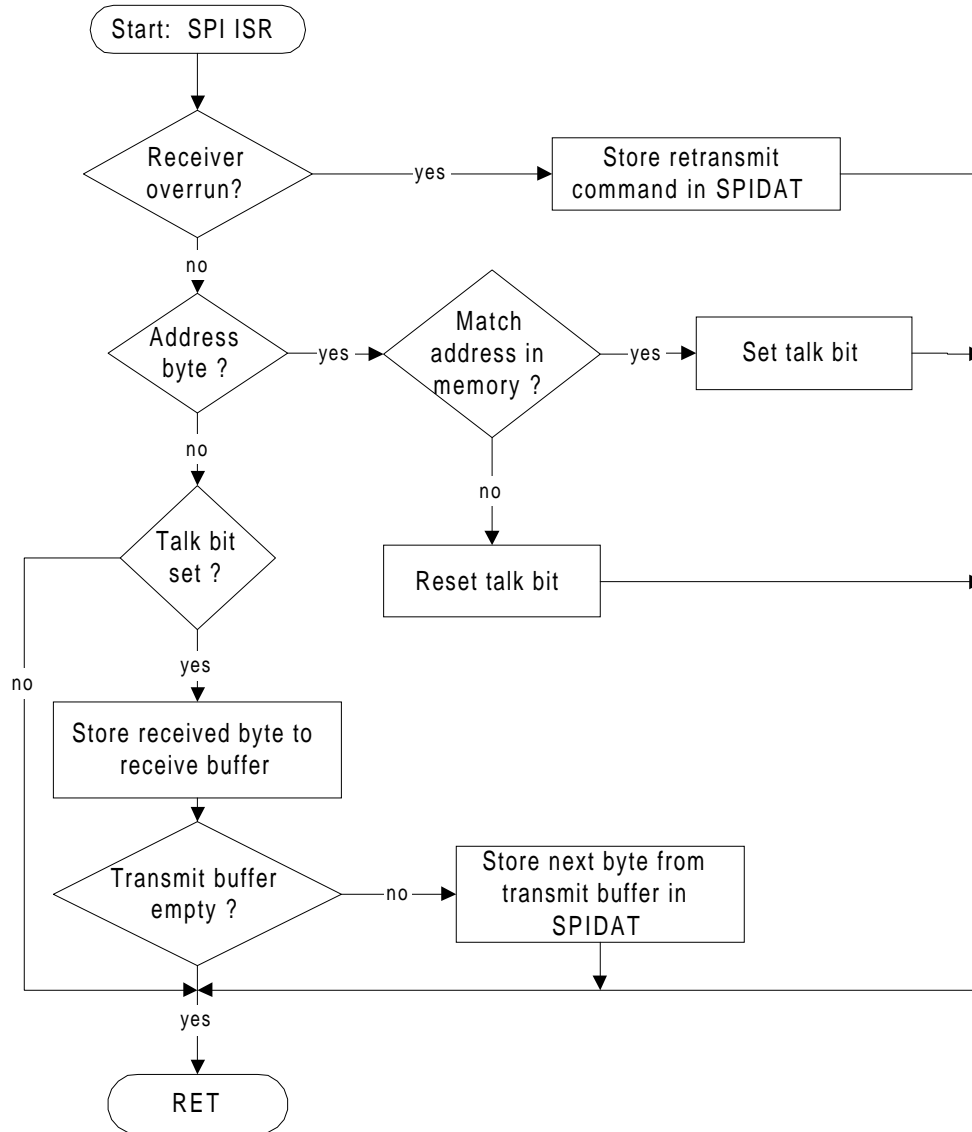 Start:  SPI ISR
Receiver
overrun?
yes
Store retransmit
command in SPIDAT
no
Address
byte ?
yes
Match
address in
memory ?
yes
Set talk bit
no
no
Reset talk bit
Talk bit
set ?
no
yes
Store received byte to
receive buffer
Transmit buffer
empty ?
no
Store next byte from
transmit buffer in
SPIDAT
yes
RET